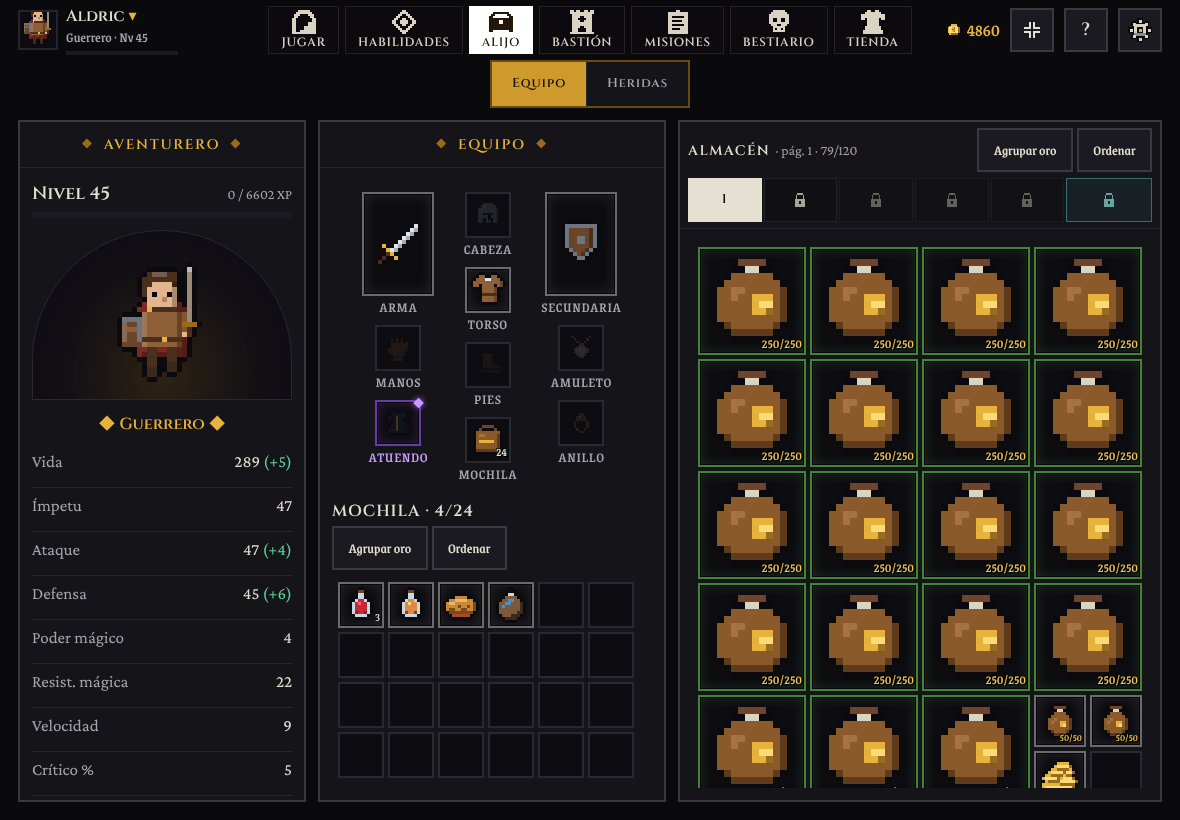 ALDRIC ▾
Guerrero · Nv 45
JUGAR
HABILIDADES
ALIJO
BASTIÓN
MISIONES
BESTIARIO
TIENDA
4860
?
EQUIPO
HERIDAS
AVENTURERO
NIVEL 45
0 / 6602 XP
GUERRERO
Vida 289 (+5)
Ímpetu 47
Ataque 47 (+4)
Defensa 45 (+6)
Poder mágico 4
Resist. mágica 22
Velocidad 9
Crítico % 5
EQUIPO
CABEZA
ARMA
SECUNDARIA
TORSO
MANOS
AMULETO
PIES
ATUENDO
24
ANILLO
MOCHILA
MOCHILA · 4/24
Agrupar oro
Ordenar
3
ALMACÉN · pág. 1 · 79/120
Agrupar oro
Ordenar
I
250/250 250/250 250/250 250/250
250/250 250/250 250/250 250/250
250/250 250/250 250/250 250/250
250/250 250/250 250/250 250/250
50/50 50/50